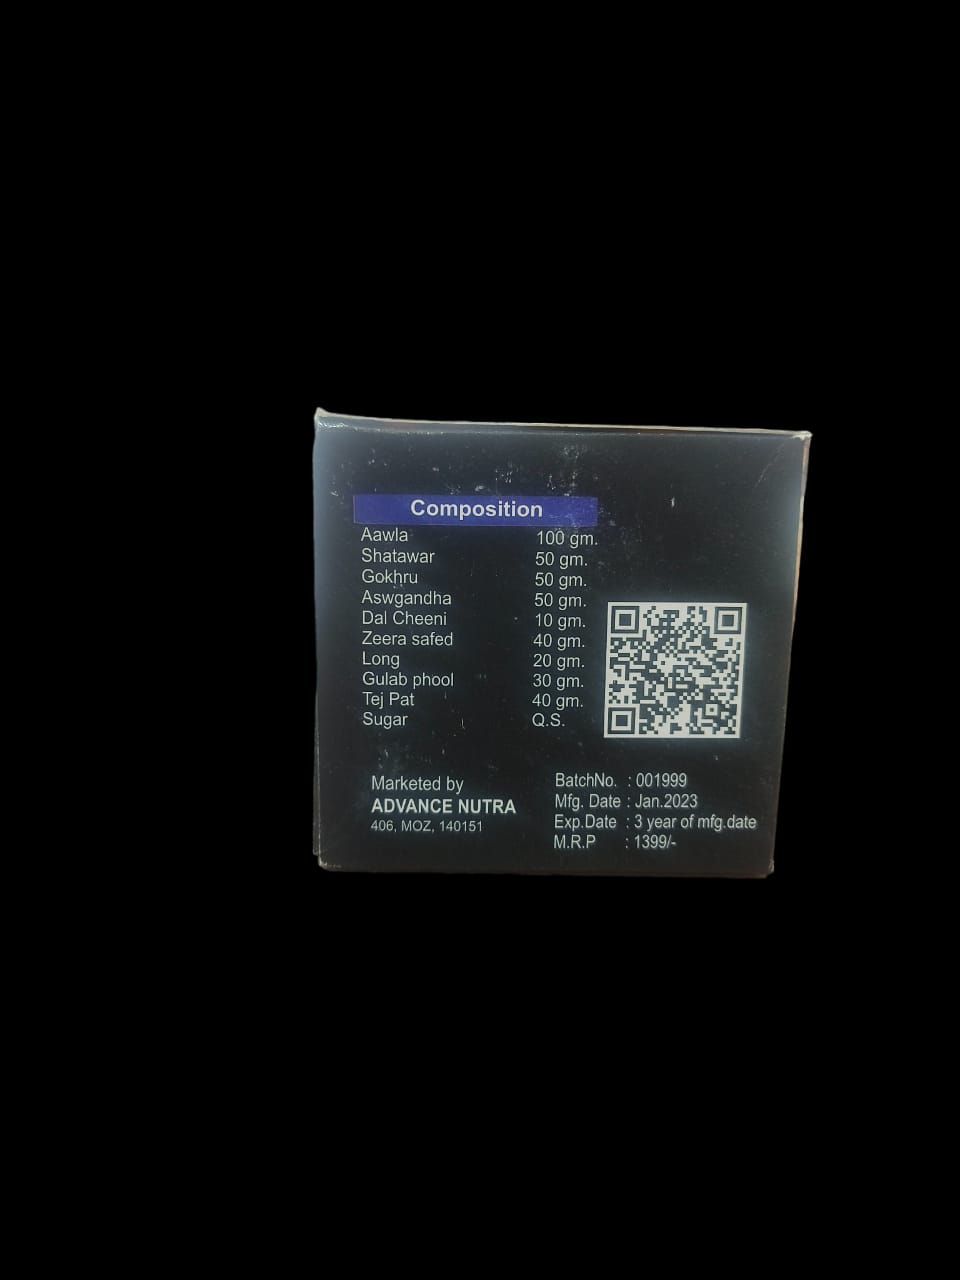 Composition
Aawla 100 gm.
Shatawar 50 gm.
Gokhru 50 gm.
Aswgandha 50 gm.
Dal Cheeni 10 gm.
Zeera safed 40 gm.
Long 20 gm.
Gulab phool 30 gm.
Tej Pat 40 gm.
Sugar Q.S.
Marketed by
ADVANCE NUTRA
406, MOZ, 140151
BatchNo. : 001999
Mfg. Date : Jan.2023
Exp.Date : 3 year of mfg.date
M.R.P : 1399/-